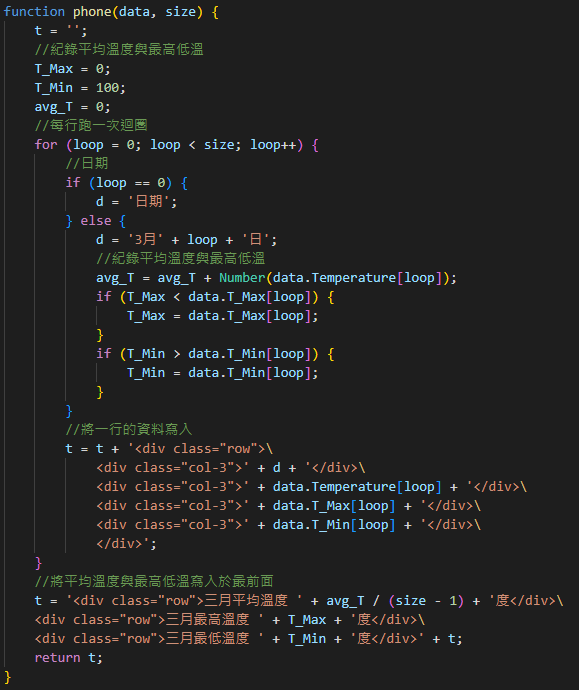 function phone(data, size) {
    t = '';
    //紀錄平均溫度與最高低溫
    T_Max = 0;
    T_Min = 100;
    avg_T = 0;
    //每行跑一次迴圈
    for (loop = 0; loop < size; loop++) {
        //日期
        if (loop == 0) {
            d = '日期';
        } else {
            d = '3月' + loop + '日';
            //紀錄平均溫度與最高低溫
            avg_T = avg_T + Number(data.Temperature[loop]);
            if (T_Max < data.T_Max[loop]) {
                T_Max = data.T_Max[loop];
            }
            if (T_Min > data.T_Min[loop]) {
                T_Min = data.T_Min[loop];
            }
        }
        //將一行的資料寫入
        t = t + '<div class="row">\
            <div class="col-3">' + d + '</div>\
            <div class="col-3">' + data.Temperature[loop] + '</div>\
            <div class="col-3">' + data.T_Max[loop] + '</div>\
            <div class="col-3">' + data.T_Min[loop] + '</div>\
            </div>';
    }
    //將平均溫度與最高低溫寫入於最前面
    t = '<div class="row">三月平均溫度 ' + avg_T / (size - 1) + '度</div>\
    <div class="row">三月最高溫度 ' + T_Max + '度</div>\
    <div class="row">三月最低溫度 ' + T_Min + '度</div>' + t;
    return t;
}